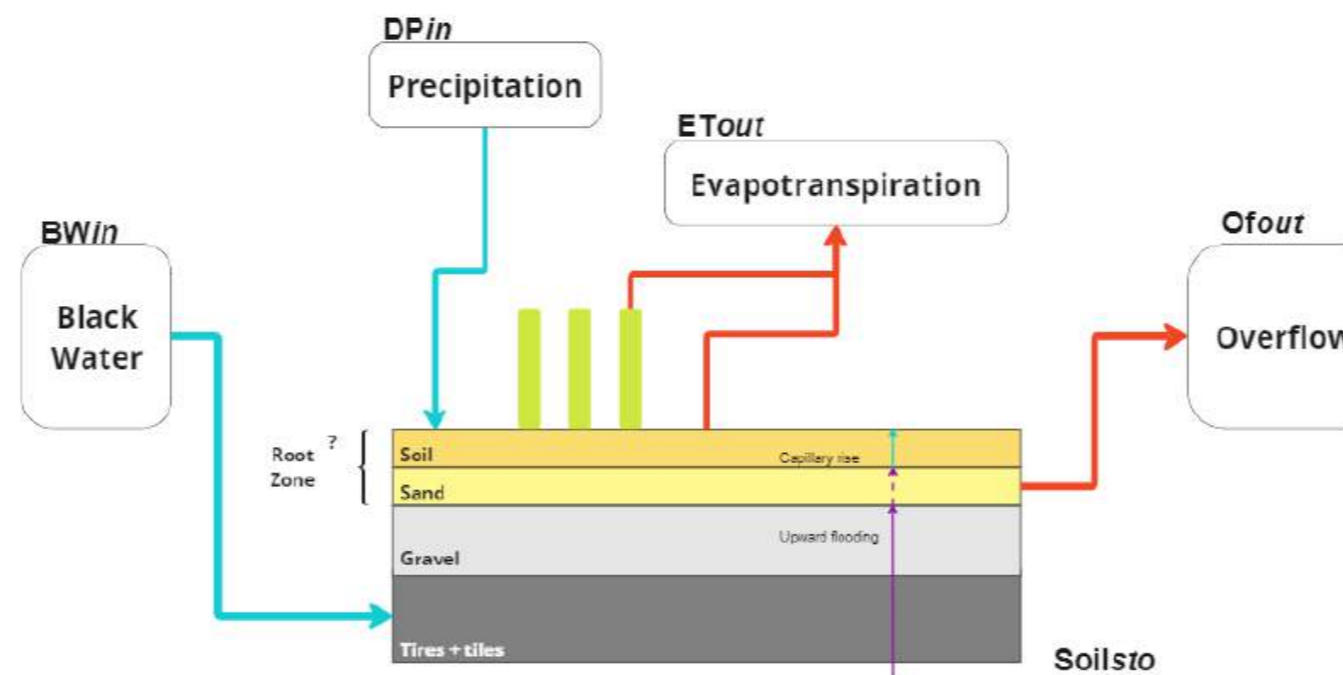 DPin
Precipitation
ETout
Evapotranspiration
BWin
Black
Water
Ofout
Overflow
Root ?
Zone
Soil
Capillary rise
Sand
Upward flooding
Gravel
Tires + tiles
Soilsto